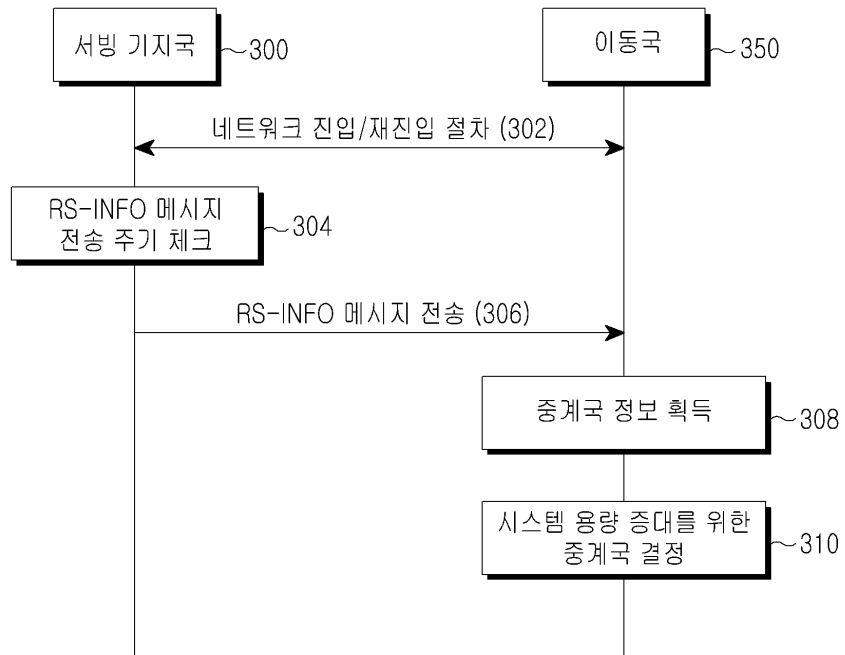 서빙 기지국
300
이동국
350
네트워크 진입/재진입 절차 (302)
RS-INFO 메시지
전송 주기 체크
304
RS-INFO 메시지 전송 (306)
중계국 정보 획득
308
시스템 용량 증대를 위한
중계국 결정
310